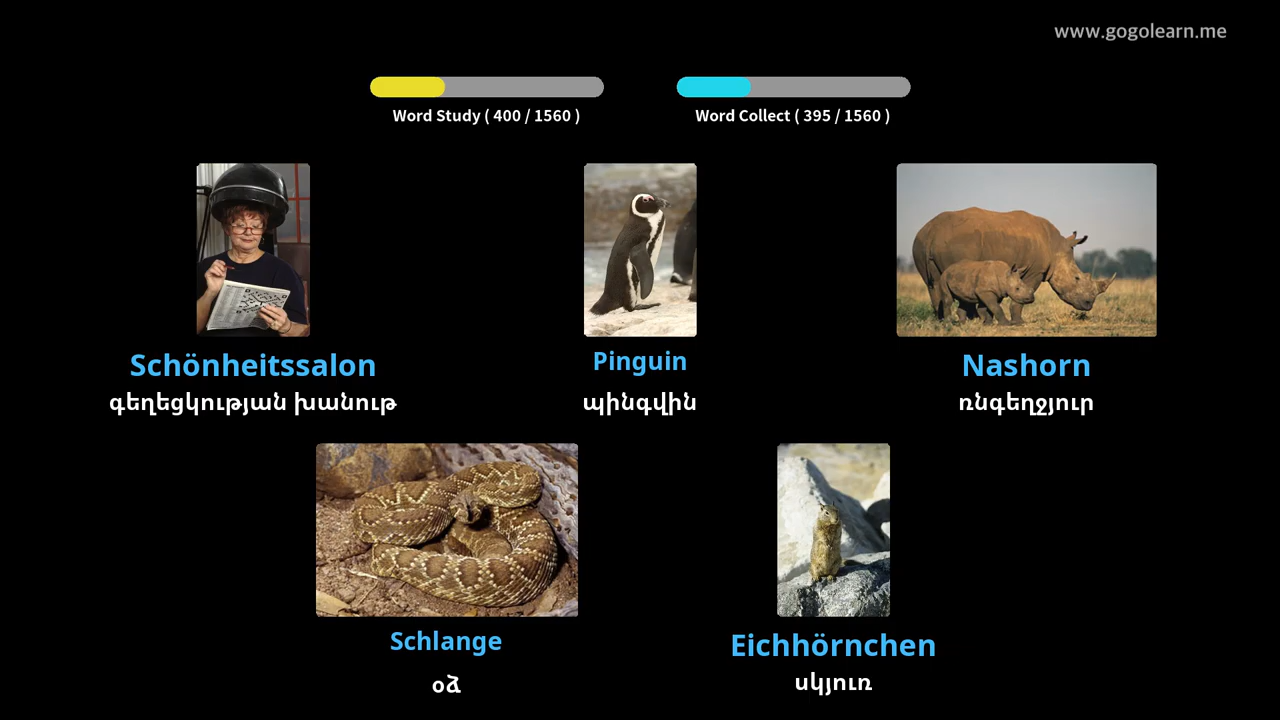 www.gogolearn.me
Word Study ( 400 / 1560 )
Word Collect ( 395 / 1560 )
Schönheitssalon
գեղեցկության խանութ
Pinguin
պինգվին
Nashorn
ռնգեղջյուր
Schlange
օձ
Eichhörnchen
սկյուռ